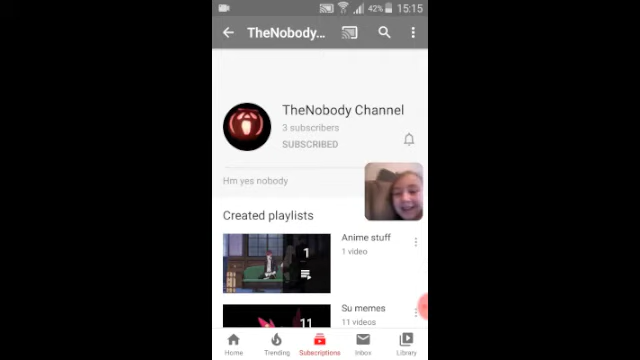 42% 15:15
TheNobody...
TheNobody Channel
3 subscribers
SUBSCRIBED
Hm yes nobody
Created playlists
1
Anime stuff
1 video
11
Su memes
11 videos
Home Trending Subscriptions Inbox Library